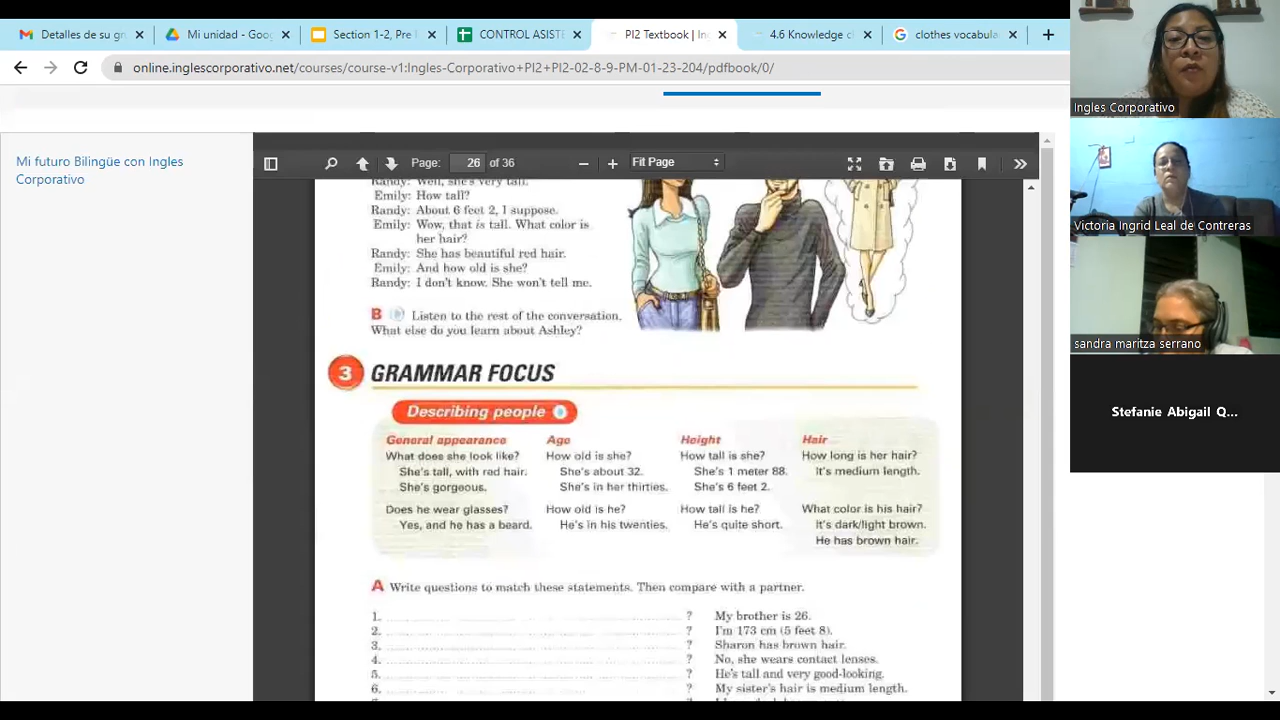 Detalles de su gr
Mi unidad - Goog
Section 1-2, Pre I
CONTROL ASISTE
PI2 Textbook | In
4.6 Knowledge cl
clothes vocabula
online.inglescorporativo.net/courses/course-v1:Ingles-Corporativo+PI2+PI2-02-8-9-PM-01-23-204/pdfbook/0/
Mi futuro Bilingüe con Ingles
Corporativo
Page: 26 of 36
Fit Page
Randy: Well, she's very tall.
Emily: How tall?
Randy: About 6 feet 2, I suppose.
Emily: Wow, that is tall. What color is
her hair?
Randy: She has beautiful red hair.
Emily: And how old is she?
Randy: I don't know. She won't tell me.
B Listen to the rest of the conversation.
What else do you learn about Ashley?
3 GRAMMAR FOCUS
Describing people
General appearance
What does she look like?
She's tall, with red hair.
She's gorgeous.
Does he wear glasses?
Yes, and he has a beard.
Age
How old is she?
She's about 32.
She's in her thirties.
How old is he?
He's in his twenties.
Height
How tall is she?
She's 1 meter 88.
She's 6 feet 2.
How tall is he?
He's quite short.
Hair
How long is her hair?
It's medium length.
What color is his hair?
It's dark/light brown.
He has brown hair.
A Write questions to match these statements. Then compare with a partner.
1. ? My brother is 26.
2. ? I'm 173 cm (5 feet 8).
3. ? Sharon has brown hair.
4. ? No, she wears contact lenses.
5. ? He's tall and very good-looking.
6. ? My sister's hair is medium length.
Ingles Corporativo
Victoria Ingrid Leal de Contreras
sandra maritza serrano
Stefanie Abigail Q...